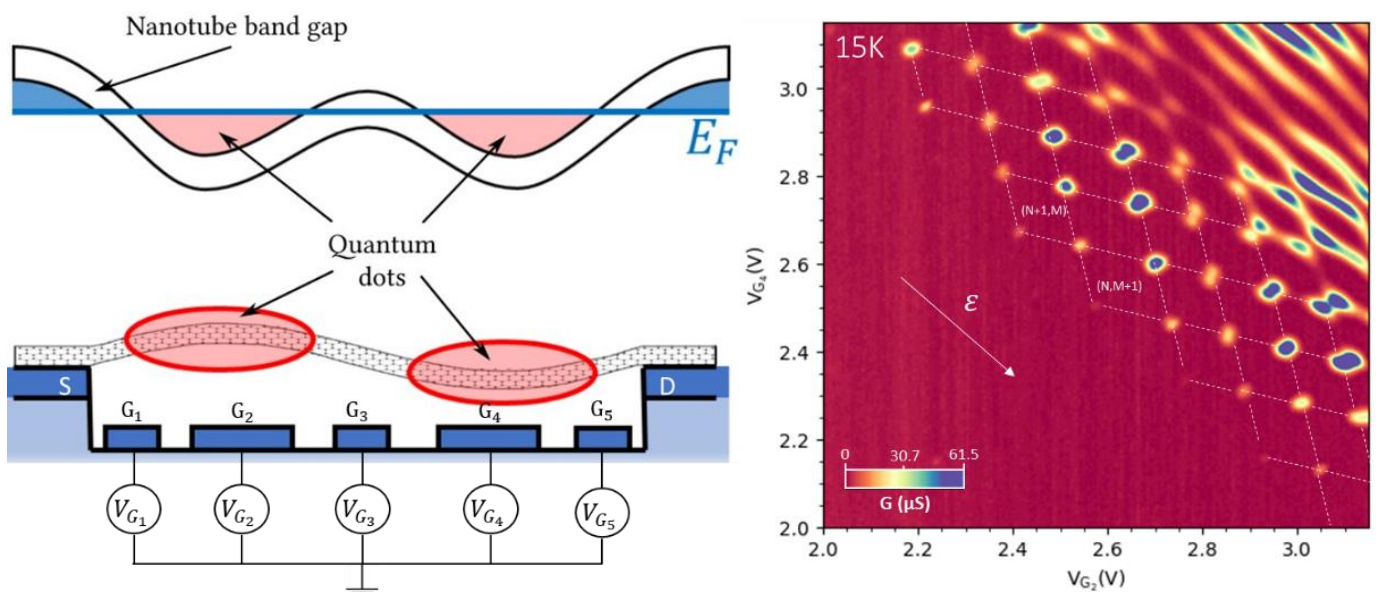 Nanotube band gap
E_F
Quantum
dots
S
D
G₁
G₂
G₃
G₄
G₅
V_G₁
V_G₂
V_G₃
V_G₄
V_G₅
15K
V_G₄(V)
3.0
2.8
2.6
2.4
2.2
2.0
(N+1,M)
(N,M+1)
ε
0 30.7 61.5
G (μS)
2.0 2.2 2.4 2.6 2.8 3.0
V_G₂(V)